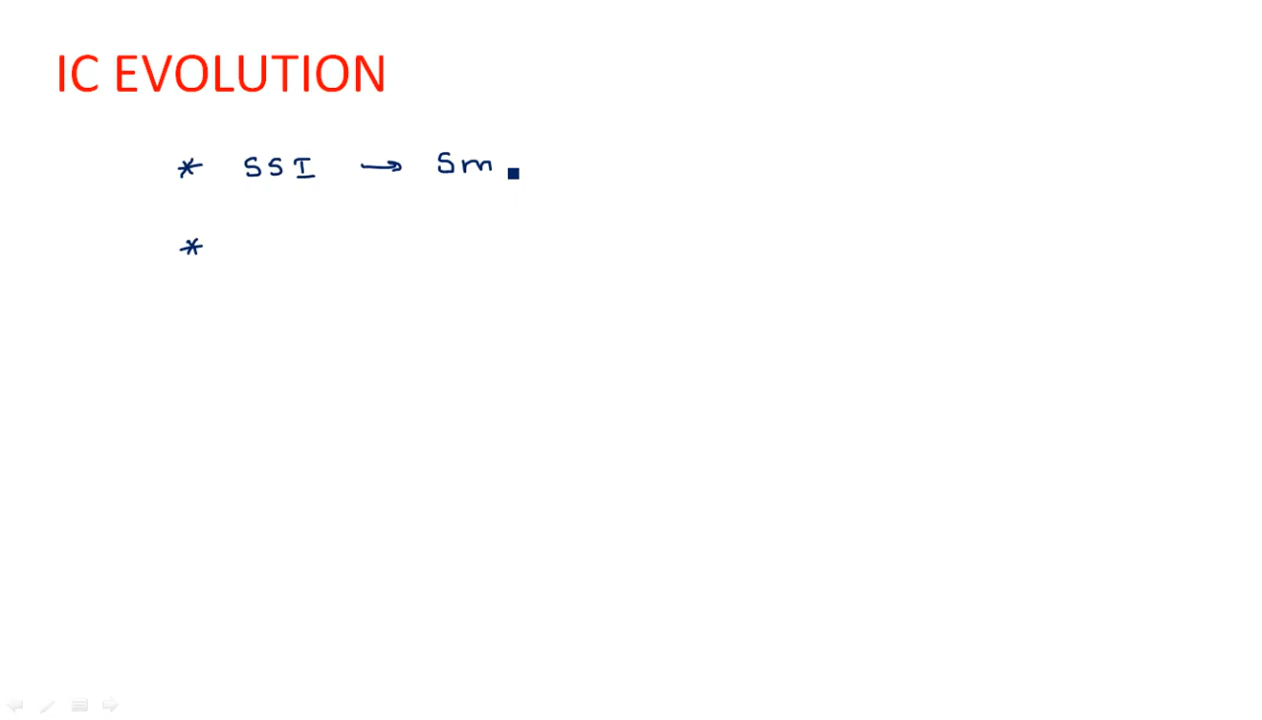 IC EVOLUTION
* SSI → Sm
*